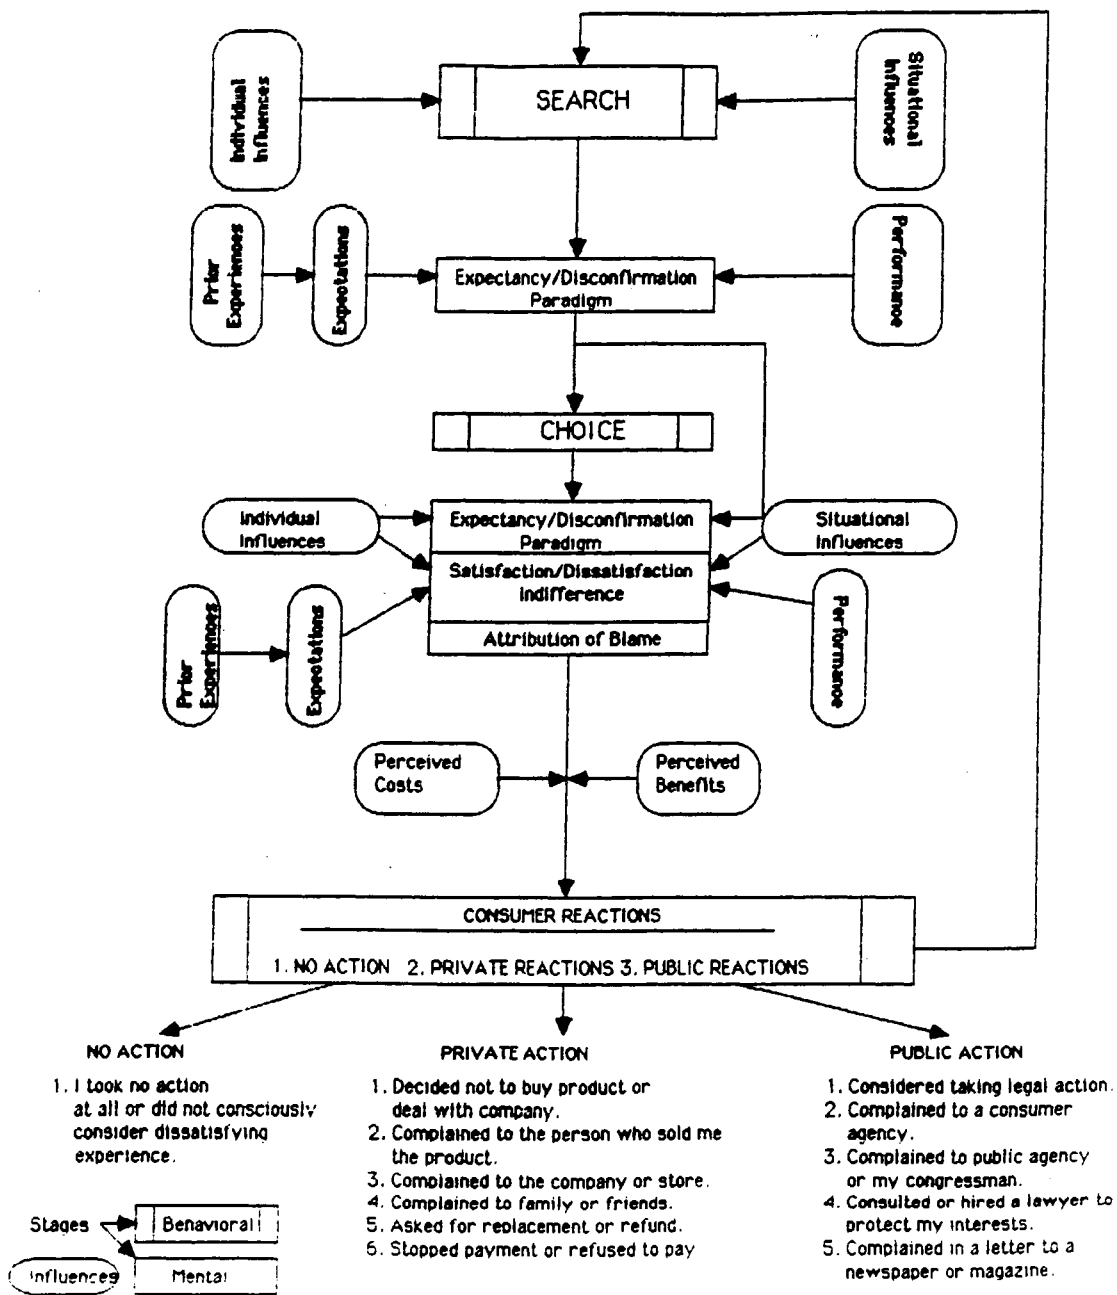 Individual
Influences
SEARCH
Situational
Influences
Prior
Experiences
Expectations
Expectancy/Disconfirmation
Paradigm
Performance
CHOICE
Individual
Influences
Expectancy/Disconfirmation
Paradigm
Situational
Influences
Satisfaction/Dissatisfaction
Indifference
Attribution of Blame
Prior
Experiences
Expectations
Performance
Perceived
Costs
Perceived
Benefits
CONSUMER REACTIONS
1. NO ACTION 2. PRIVATE REACTIONS 3. PUBLIC REACTIONS
NO ACTION
1. I took no action
at all or did not consciously
consider dissatisfying
experience.
PRIVATE ACTION
1. Decided not to buy product or
deal with company.
2. Complained to the person who sold me
the product.
3. Complained to the company or store.
4. Complained to family or friends.
5. Asked for replacement or refund.
6. Stopped payment or refused to pay
PUBLIC ACTION
1. Considered taking legal action.
2. Complained to a consumer
agency.
3. Complained to public agency
or my congressman.
4. Consulted or hired a lawyer to
protect my interests.
5. Complained in a letter to a
newspaper or magazine.
Stages
Behavioral
Influences
Mental